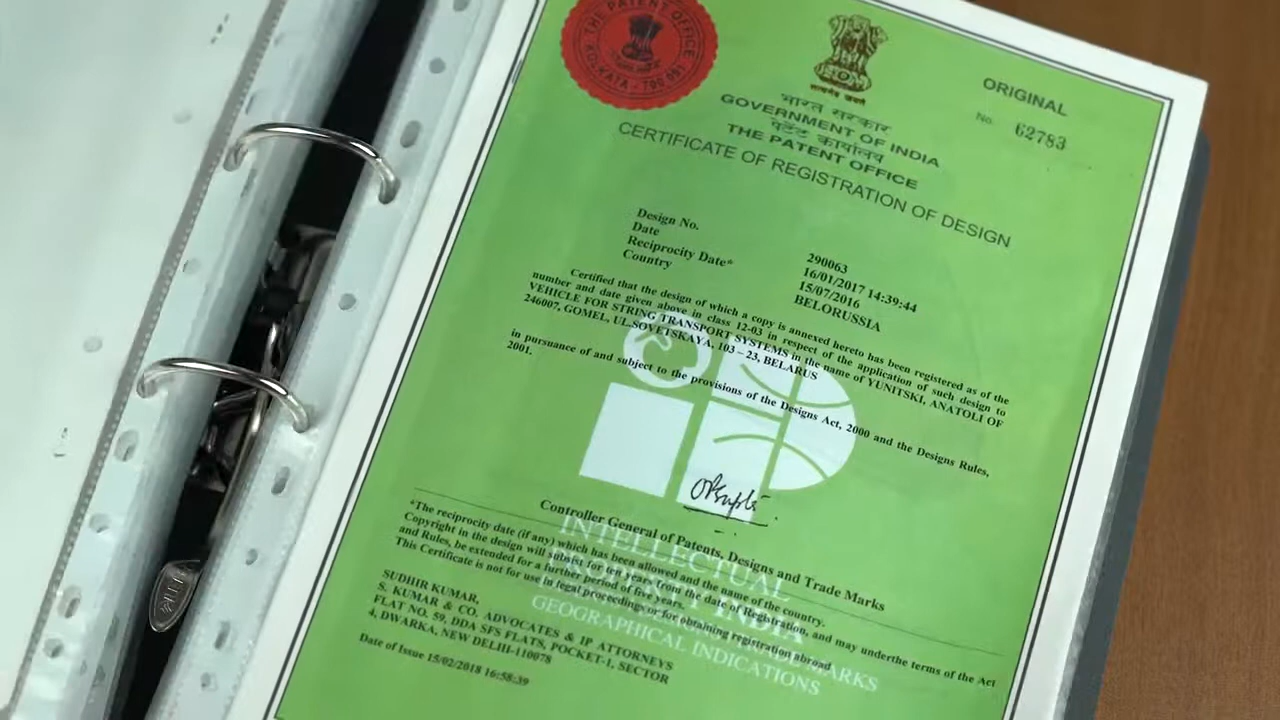 THE PATENT OFFICE
KOLKATA - 700 091
सत्यमेव जयते
ORIGINAL
No. 62783
भारत सरकार
GOVERNMENT OF INDIA
पेटेंट कार्यालय
THE PATENT OFFICE
CERTIFICATE OF REGISTRATION OF DESIGN
Design No. 290063
Date 16/01/2017 14:39:44
Reciprocity Date* 15/07/2016
Country BELORUSSIA
Certified that the design of which a copy is annexed hereto has been registered as of the
number and date given above in class 12-03 in respect of the application of such design to
VEHICLE FOR STRING TRANSPORT SYSTEMS in the name of YUNITSKI, ANATOLI OF
246007, GOMEL, UL.SOVETSKAYA, 103 – 23, BELARUS
in pursuance of and subject to the provisions of the Designs Act, 2000 and the Designs Rules,
2001.
Controller General of Patents, Designs and Trade Marks
*The reciprocity date (if any) which has been allowed and the name of the country.
Copyright in the design will subsist for ten years from the date of Registration, and may under the terms of the Act
and Rules, be extended for a further period of five years.
This Certificate is not for use in legal proceedings or for obtaining registration abroad
INTELLECTUAL
PROPERTY INDIA
MARKS
GEOGRAPHICAL INDICATIONS
SUDHIR KUMAR,
S. KUMAR & CO. ADVOCATES & IP ATTORNEYS
FLAT NO. 59, DDA SFS FLATS, POCKET-1, SECTOR
4, DWARKA, NEW DELHI-110078
Date of Issue 15/02/2018 16:58:39